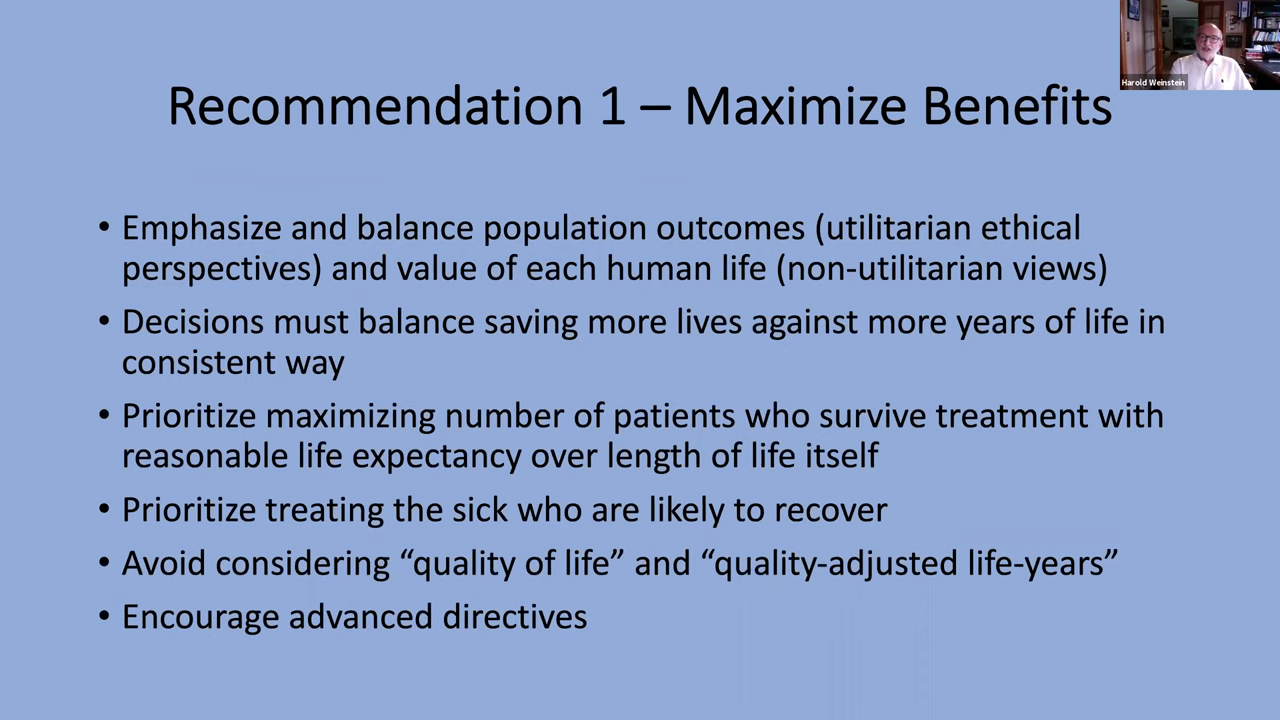 Harold Weinstein
Recommendation 1 – Maximize Benefits
• Emphasize and balance population outcomes (utilitarian ethical
perspectives) and value of each human life (non-utilitarian views)
• Decisions must balance saving more lives against more years of life in
consistent way
• Prioritize maximizing number of patients who survive treatment with
reasonable life expectancy over length of life itself
• Prioritize treating the sick who are likely to recover
• Avoid considering “quality of life” and “quality-adjusted life-years”
• Encourage advanced directives